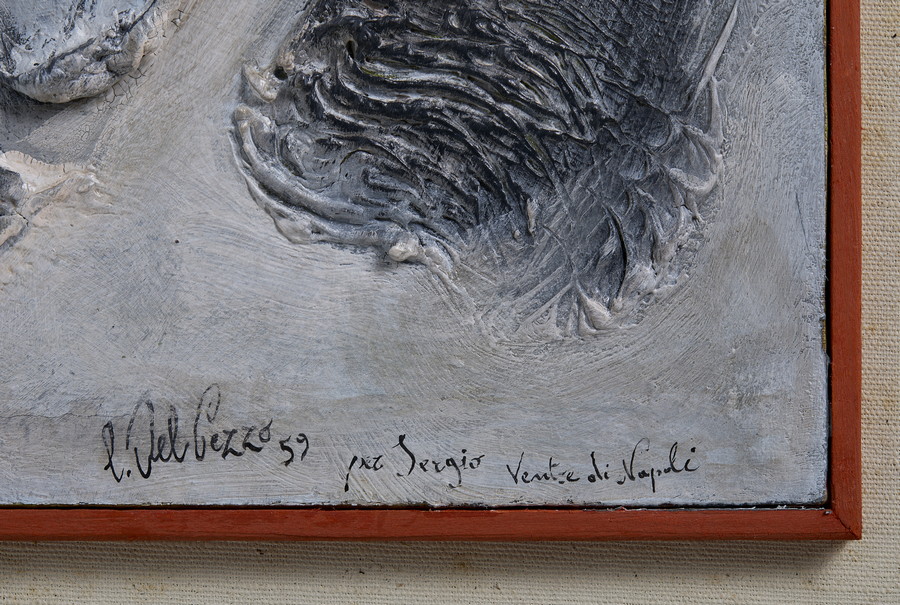 L. Del Pezzo 59 per Sergio Ventre di Napoli